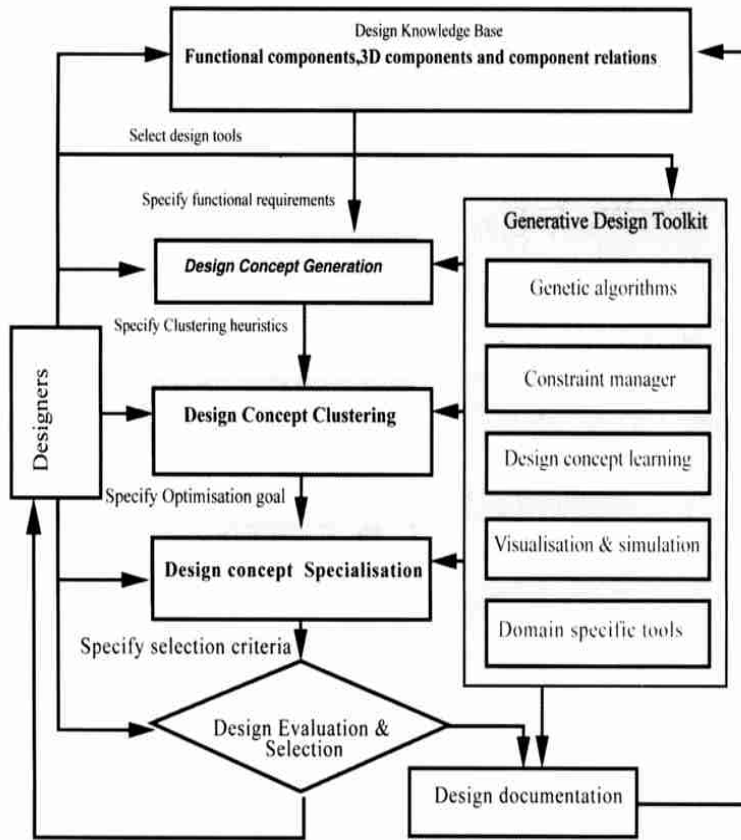 Design Knowledge Base
Functional components,3D components and component relations
Select design tools
Specify functional requirements
Generative Design Toolkit
Design Concept Generation
Genetic algorithms
Specify Clustering heuristics
Designers
Constraint manager
Design Concept Clustering
Design concept learning
Specify Optimisation goal
Visualisation & simulation
Design concept Specialisation
Domain specific tools
Specify selection criteria
Design Evaluation &
Selection
Design documentation